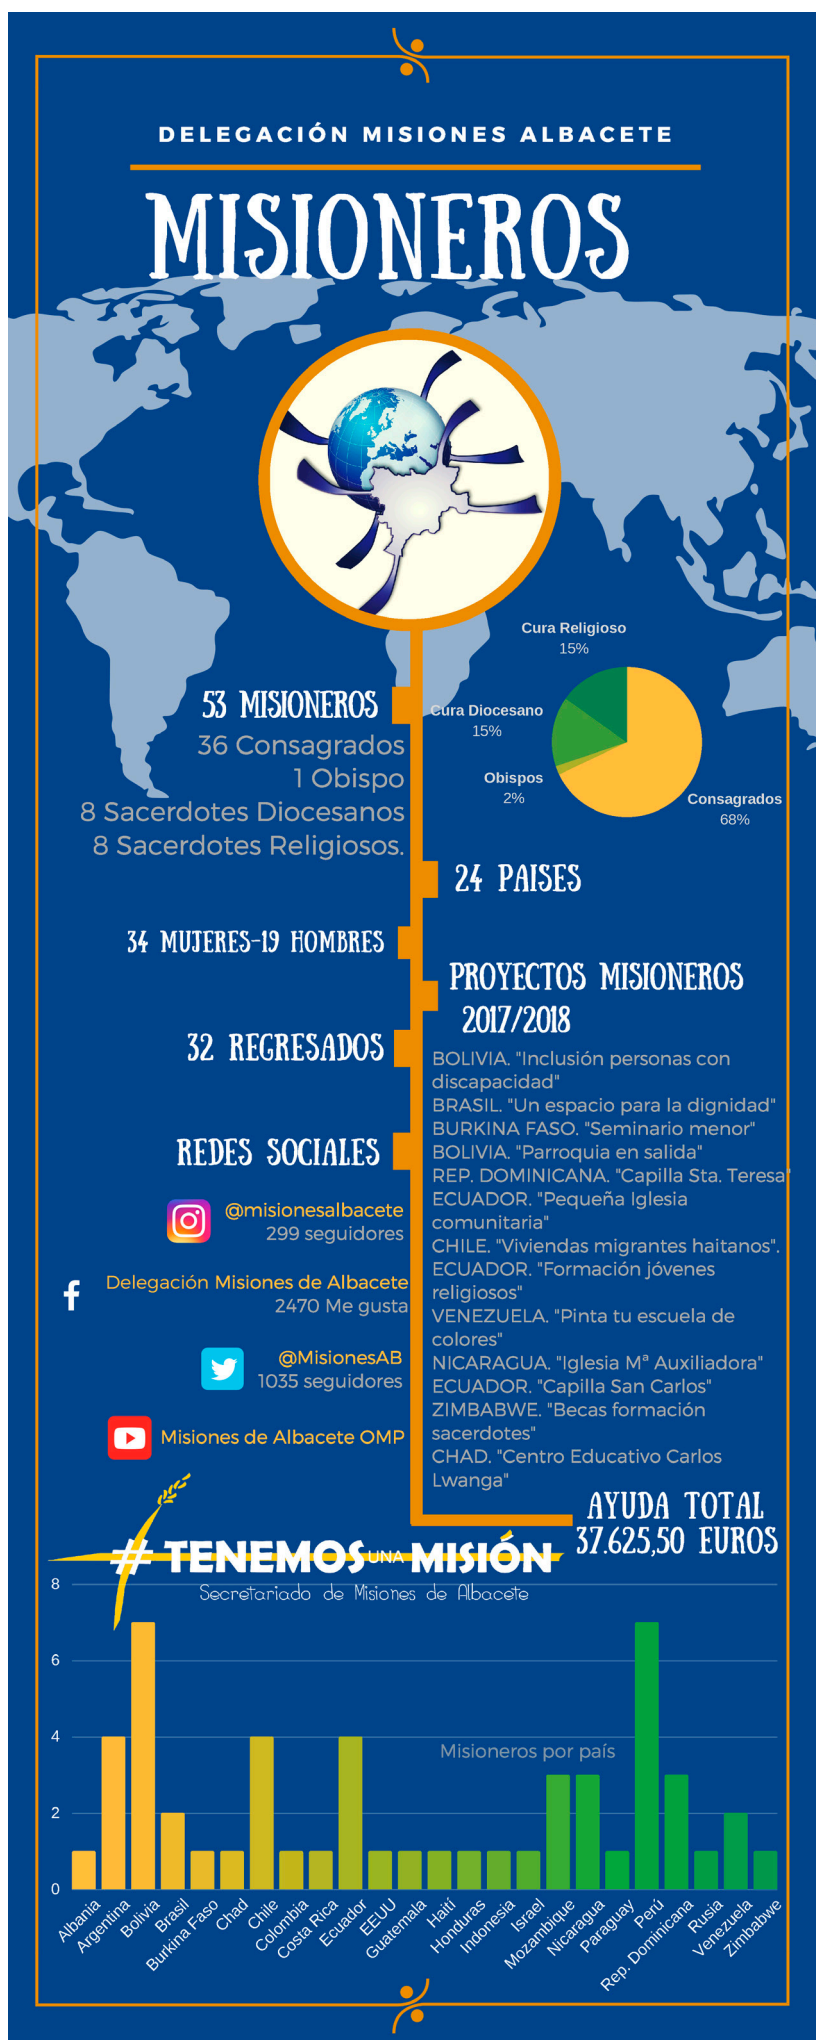 DELEGACIÓN MISIONES ALBACETE
MISIONEROS
Cura Religioso
15%
Cura Diocesano
15%
Obispos
2%
Consagrados
68%
53 MISIONEROS
36 Consagrados
1 Obispo
8 Sacerdotes Diocesanos
8 Sacerdotes Religiosos.
24 PAISES
34 MUJERES-19 HOMBRES
PROYECTOS MISIONEROS
2017/2018
BOLIVIA. "Inclusión personas con
discapacidad"
BRASIL. "Un espacio para la dignidad"
BURKINA FASO. "Seminario menor"
BOLIVIA. "Parroquia en salida"
REP. DOMINICANA. "Capilla Sta. Teresa"
ECUADOR. "Pequeña Iglesia
comunitaria"
CHILE. "Viviendas migrantes haitanos".
ECUADOR. "Formación jóvenes
religiosos"
VENEZUELA. "Pinta tu escuela de
colores"
NICARAGUA. "Iglesia Mª Auxiliadora"
ECUADOR. "Capilla San Carlos"
ZIMBABWE. "Becas formación
sacerdotes"
CHAD. "Centro Educativo Carlos
Lwanga"
32 REGRESADOS
REDES SOCIALES
@misionesalbacete
299 seguidores
Delegación Misiones de Albacete
2470 Me gusta
@MisionesAB
1035 seguidores
Misiones de Albacete OMP
AYUDA TOTAL
37.625,50 EUROS
#TENEMOS UNA MISIÓN
Secretariado de Misiones de Albacete
Misioneros por país
8
6
4
2
0
Albania
Argentina
Bolivia
Brasil
Burkina Faso
Chad
Chile
Colombia
Costa Rica
Ecuador
EEUU
Guatemala
Haití
Honduras
Indonesia
Israel
Mozambique
Nicaragua
Paraguay
Perú
Rep. Dominicana
Rusia
Venezuela
Zimbabwe